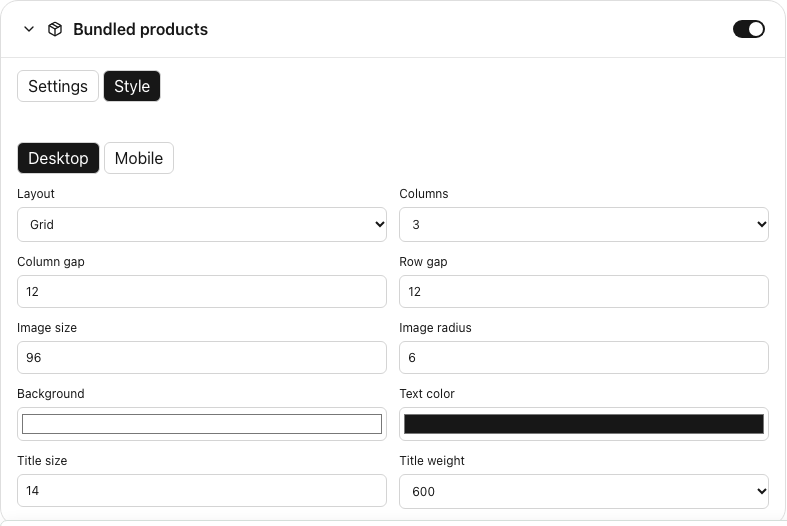 Bundled products
Settings Style
Desktop Mobile
Layout Columns
Grid 3
Column gap Row gap
12 12
Image size Image radius
96 6
Background Text color
Title size Title weight
14 600